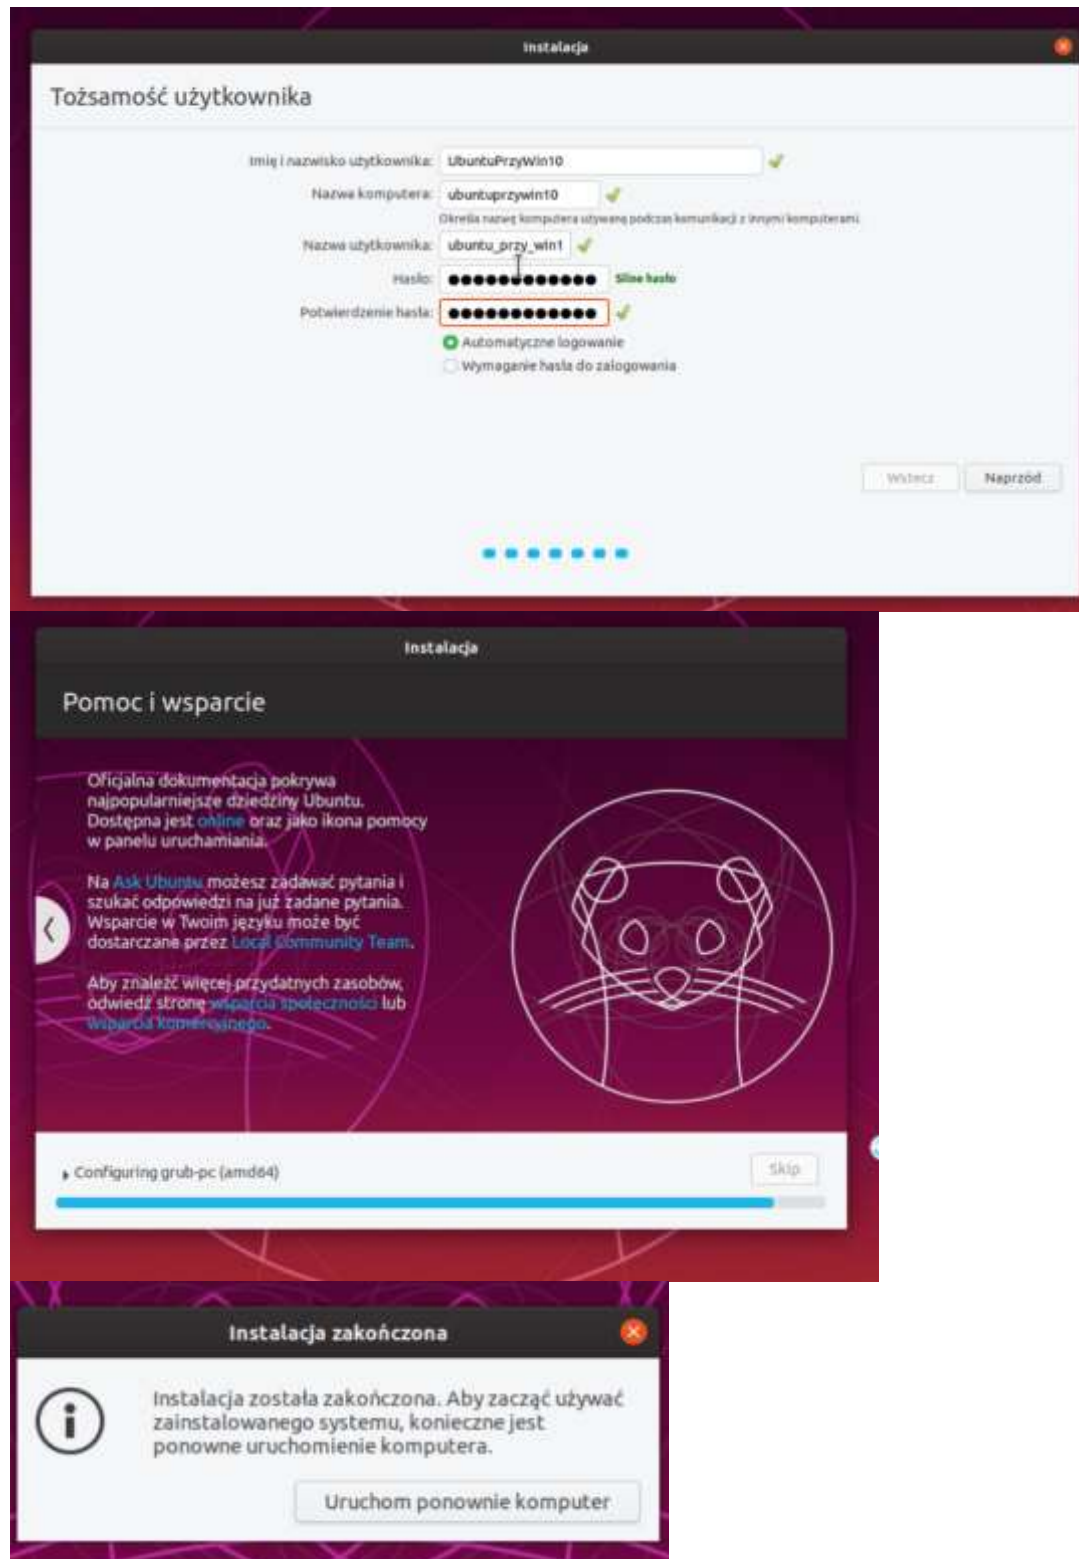 Instalacja
Tożsamość użytkownika
Imię i nazwisko użytkownika: UbuntuPrzyWin10
Nazwa komputera: ubuntuprzywin10
Określa nazwę komputera używaną podczas komunikacji z innymi komputerami.
Nazwa użytkownika: ubuntu_przy_win1
Hasło: ●●●●●●●●●●●● Silne hasło
Potwierdzenie hasła: ●●●●●●●●●●●●
Automatyczne logowanie
Wymaganie hasła do zalogowania
Wstecz Naprzód
Instalacja
Pomoc i wsparcie
Oficjalna dokumentacja pokrywa
najpopularniejsze dziedziny Ubuntu.
Dostępna jest online oraz jako ikona pomocy
w panelu uruchamiania.
Na Ask Ubuntu możesz zadawać pytania i
szukać odpowiedzi na już zadane pytania.
Wsparcie w Twoim języku może być
dostarczane przez Local Community Team.
Aby znaleźć więcej przydatnych zasobów,
odwiedź stronę wsparcia społeczności lub
wsparcia komercyjnego.
Configuring grub-pc (amd64)
Skip
Instalacja zakończona
Instalacja została zakończona. Aby zacząć używać
zainstalowanego systemu, konieczne jest
ponowne uruchomienie komputera.
Uruchom ponownie komputer